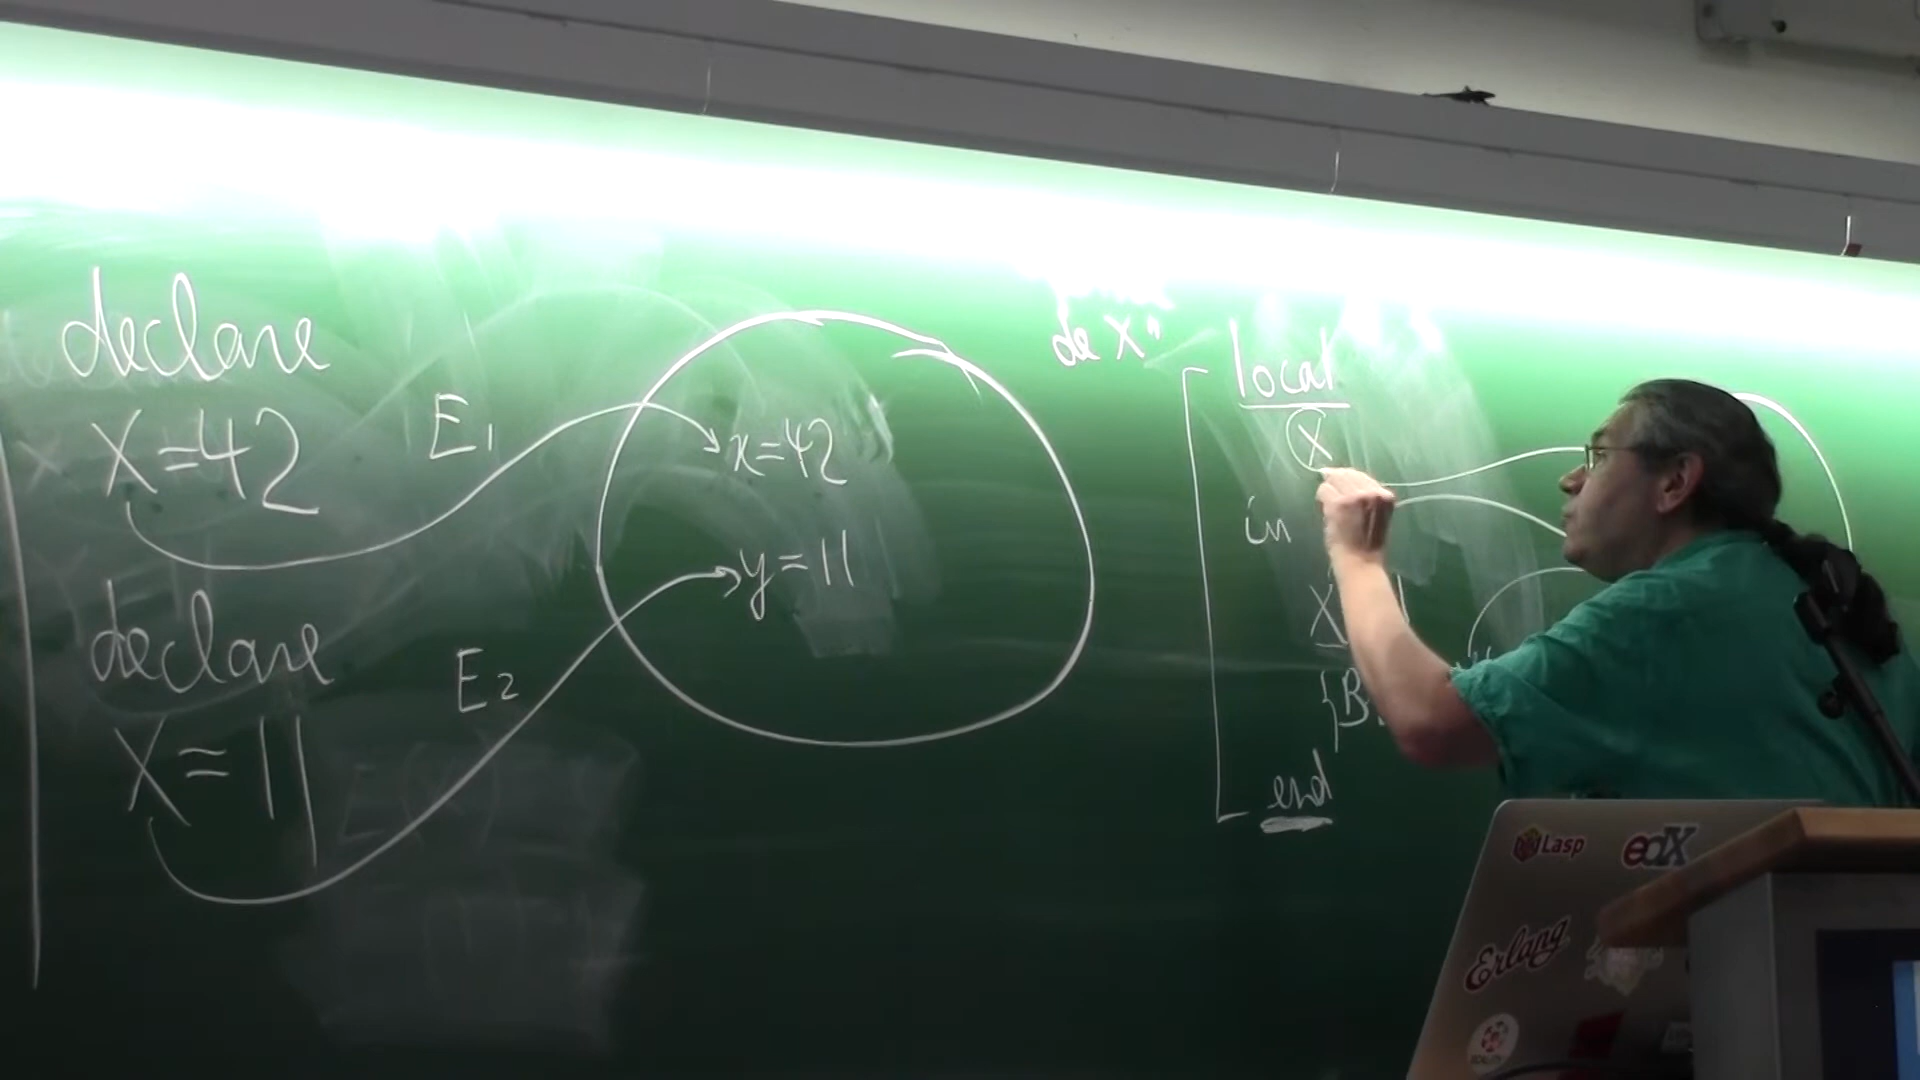 declare
X=42
E1
x=42
declare
X=11
E2
y=11
de X"
local
X
in
X
{B
end
Lasp
edX
Erlang